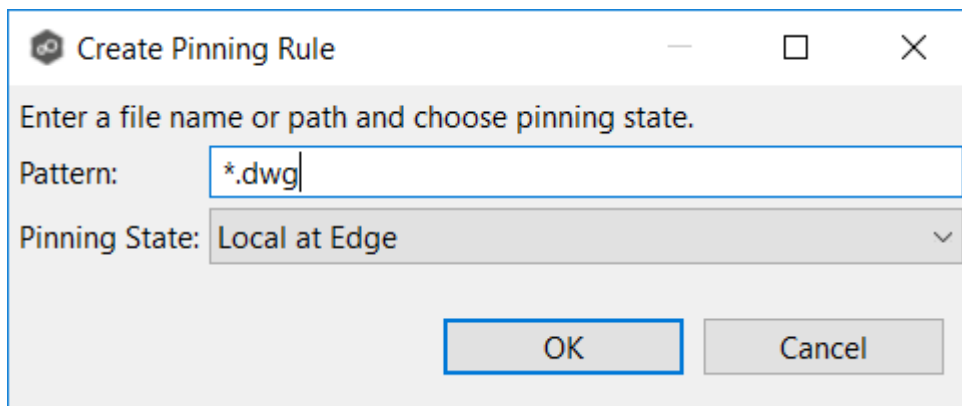 Create Pinning Rule
Enter a file name or path and choose pinning state.
Pattern: *.dwg
Pinning State: Local at Edge
OK Cancel